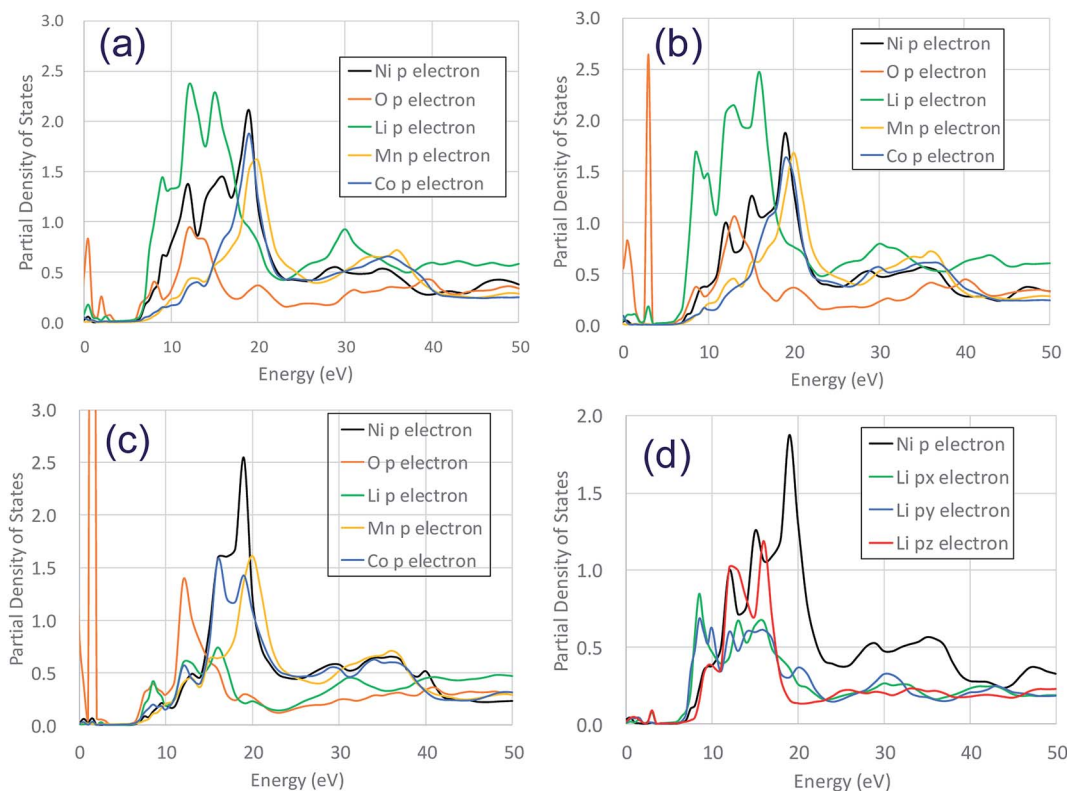 (a)
Partial Density of States
3.0
2.5
2.0
1.5
1.0
0.5
0.0
0 10 20 30 40 50
Energy (eV)
Ni p electron
O p electron
Li p electron
Mn p electron
Co p electron
(b)
Partial Density of States
3.0
2.5
2.0
1.5
1.0
0.5
0.0
0 10 20 30 40 50
Energy (eV)
Ni p electron
O p electron
Li p electron
Mn p electron
Co p electron
(c)
Partial Density of States
3.0
2.5
2.0
1.5
1.0
0.5
0.0
0 10 20 30 40 50
Energy (eV)
Ni p electron
O p electron
Li p electron
Mn p electron
Co p electron
(d)
Partial Density of States
2.0
1.5
1.0
0.5
0.0
0 10 20 30 40 50
Energy (eV)
Ni p electron
Li px electron
Li py electron
Li pz electron